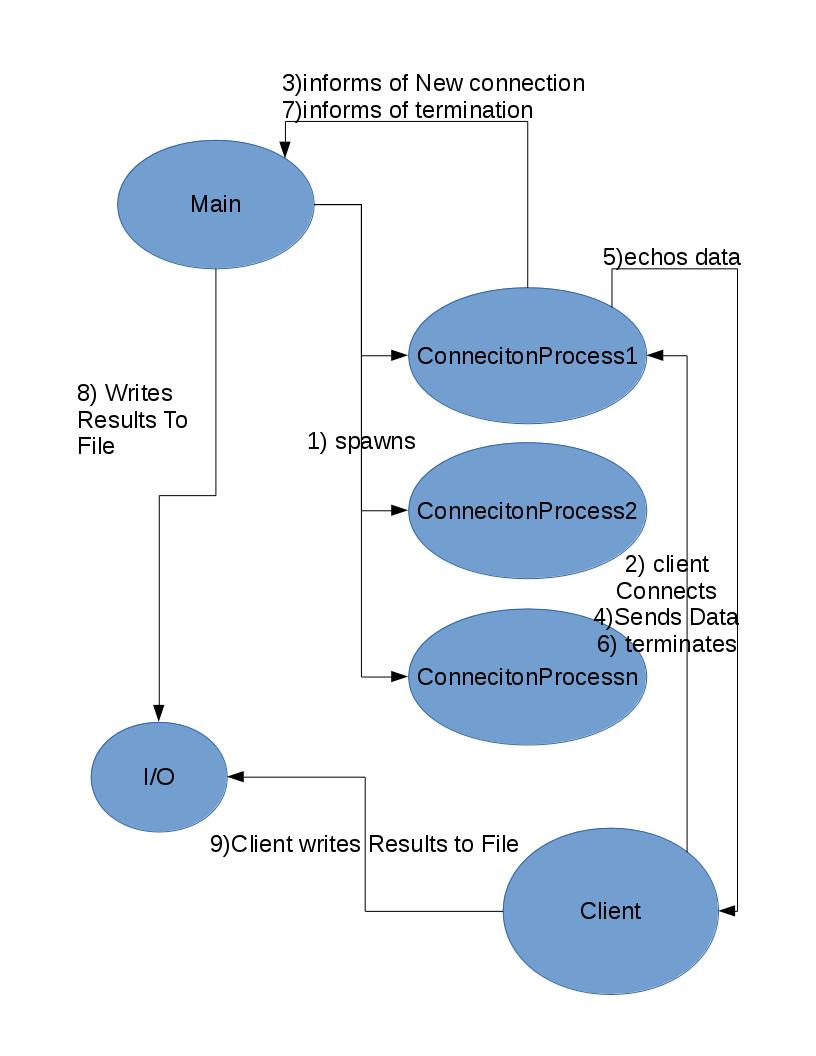 3)informs of New connection
7)informs of termination
Main
5)echos data
ConnecitonProcess1
8) Writes
Results To
File
1) spawns
ConnecitonProcess2
2) client
Connects
4)Sends Data
6) terminates
ConnecitonProcessn
I/O
9)Client writes Results to File
Client